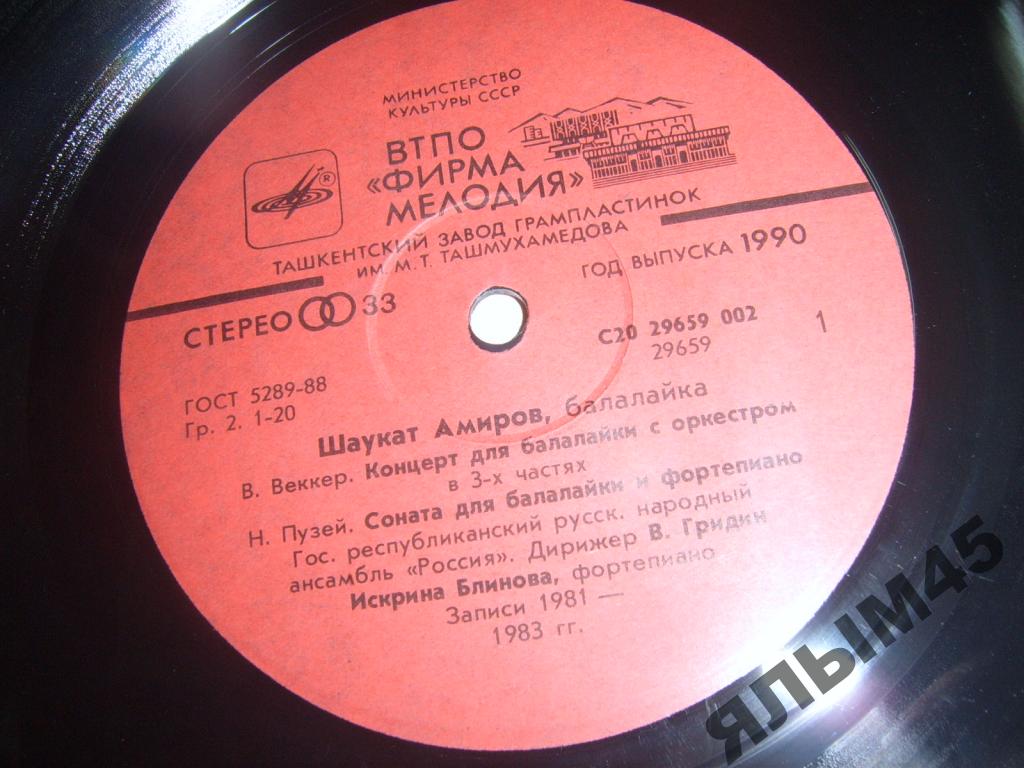 МИНИСТЕРСТВО
КУЛЬТУРЫ СССР
ВТПО
«ФИРМА
МЕЛОДИЯ»
®
ТАШКЕНТСКИЙ ЗАВОД ГРАМПЛАСТИНОК
ИМ. М. Т. ТАШМУХАМЕДОВА
ГОД ВЫПУСКА 1990
СТЕРЕО 33
С20 29659 002
29659
1
ГОСТ 5289-88
Гр. 2. 1-20
Шаукат Амиров, балалайка
В. Веккер. Концерт для балалайки с оркестром
в 3-х частях
Н. Пузей. Соната для балалайки и фортепиано
Гос. республиканский русск. народный
ансамбль «Россия». Дирижер В. Гридин
Искрина Блинова, фортепиано
Записи 1981 —
1983 гг.
ЯЛЫМ45